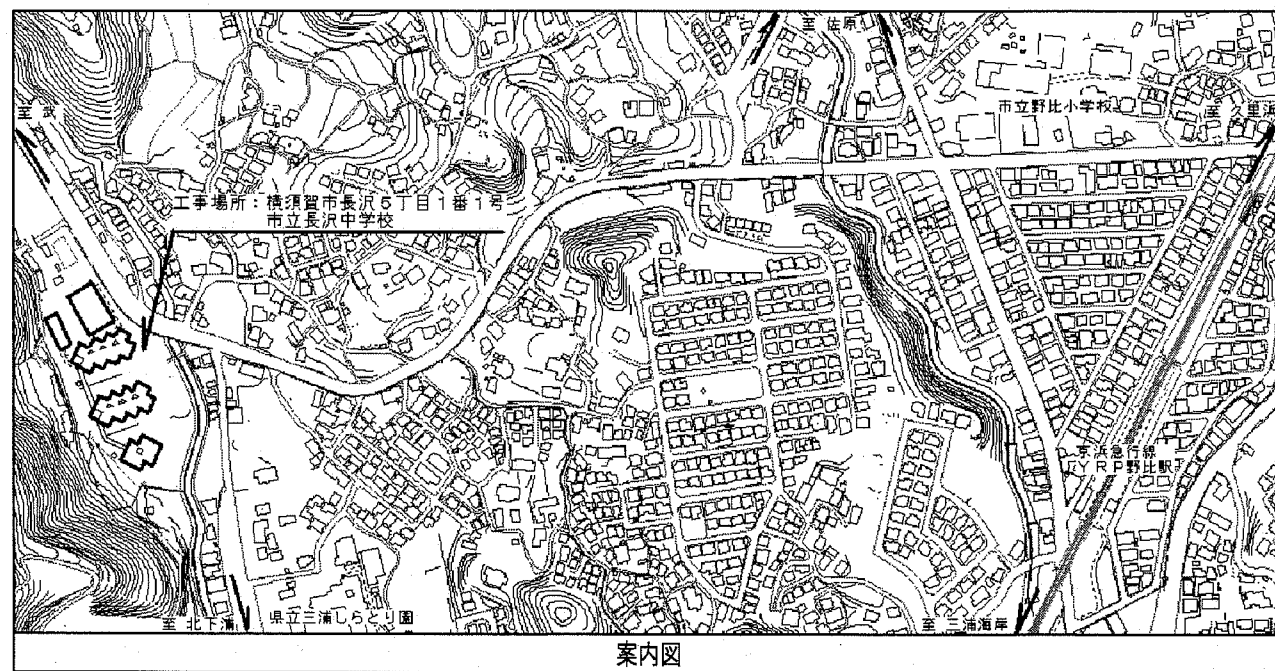 至 佐原
至 武
市立野比小学校
至 久里浜
工事場所:横須賀市長沢5丁目1番1号
市立長沢中学校
京浜急行線
YRP野比駅
至 北下浦
県立三浦しらとり園
至 三浦海岸
案内図